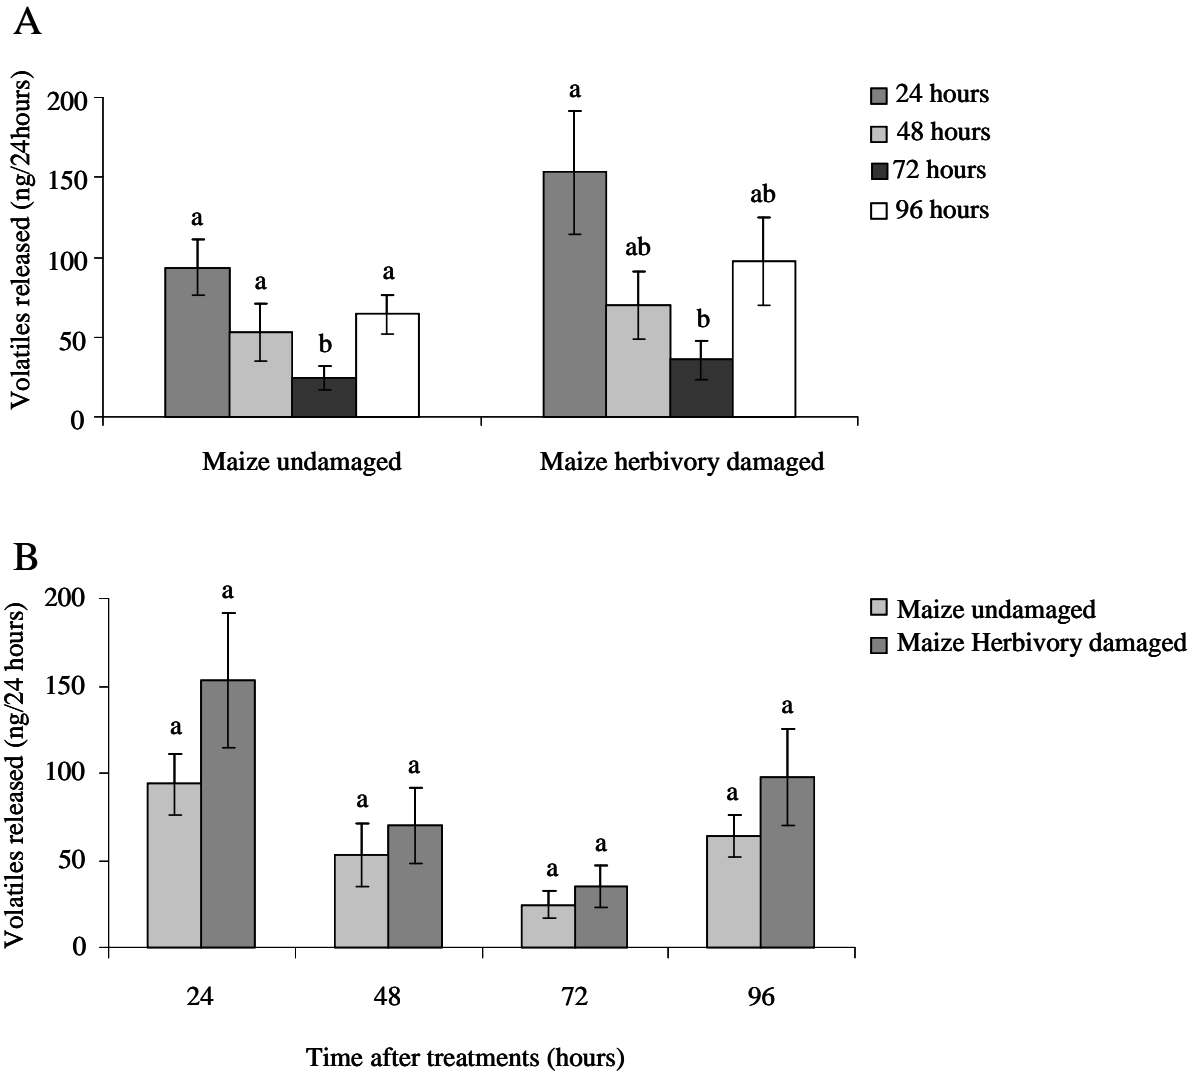 A
Volatiles released (ng/24hours)
200
150
100
50
0
a
a
b
a
a
ab
b
ab
Maize undamaged
Maize herbivory damaged
24 hours
48 hours
72 hours
96 hours
B
Volatiles released (ng/24 hours)
200
150
100
50
0
a
a
a
a
a
a
a
a
24
48
72
96
Time after treatments (hours)
Maize undamaged
Maize Herbivory damaged